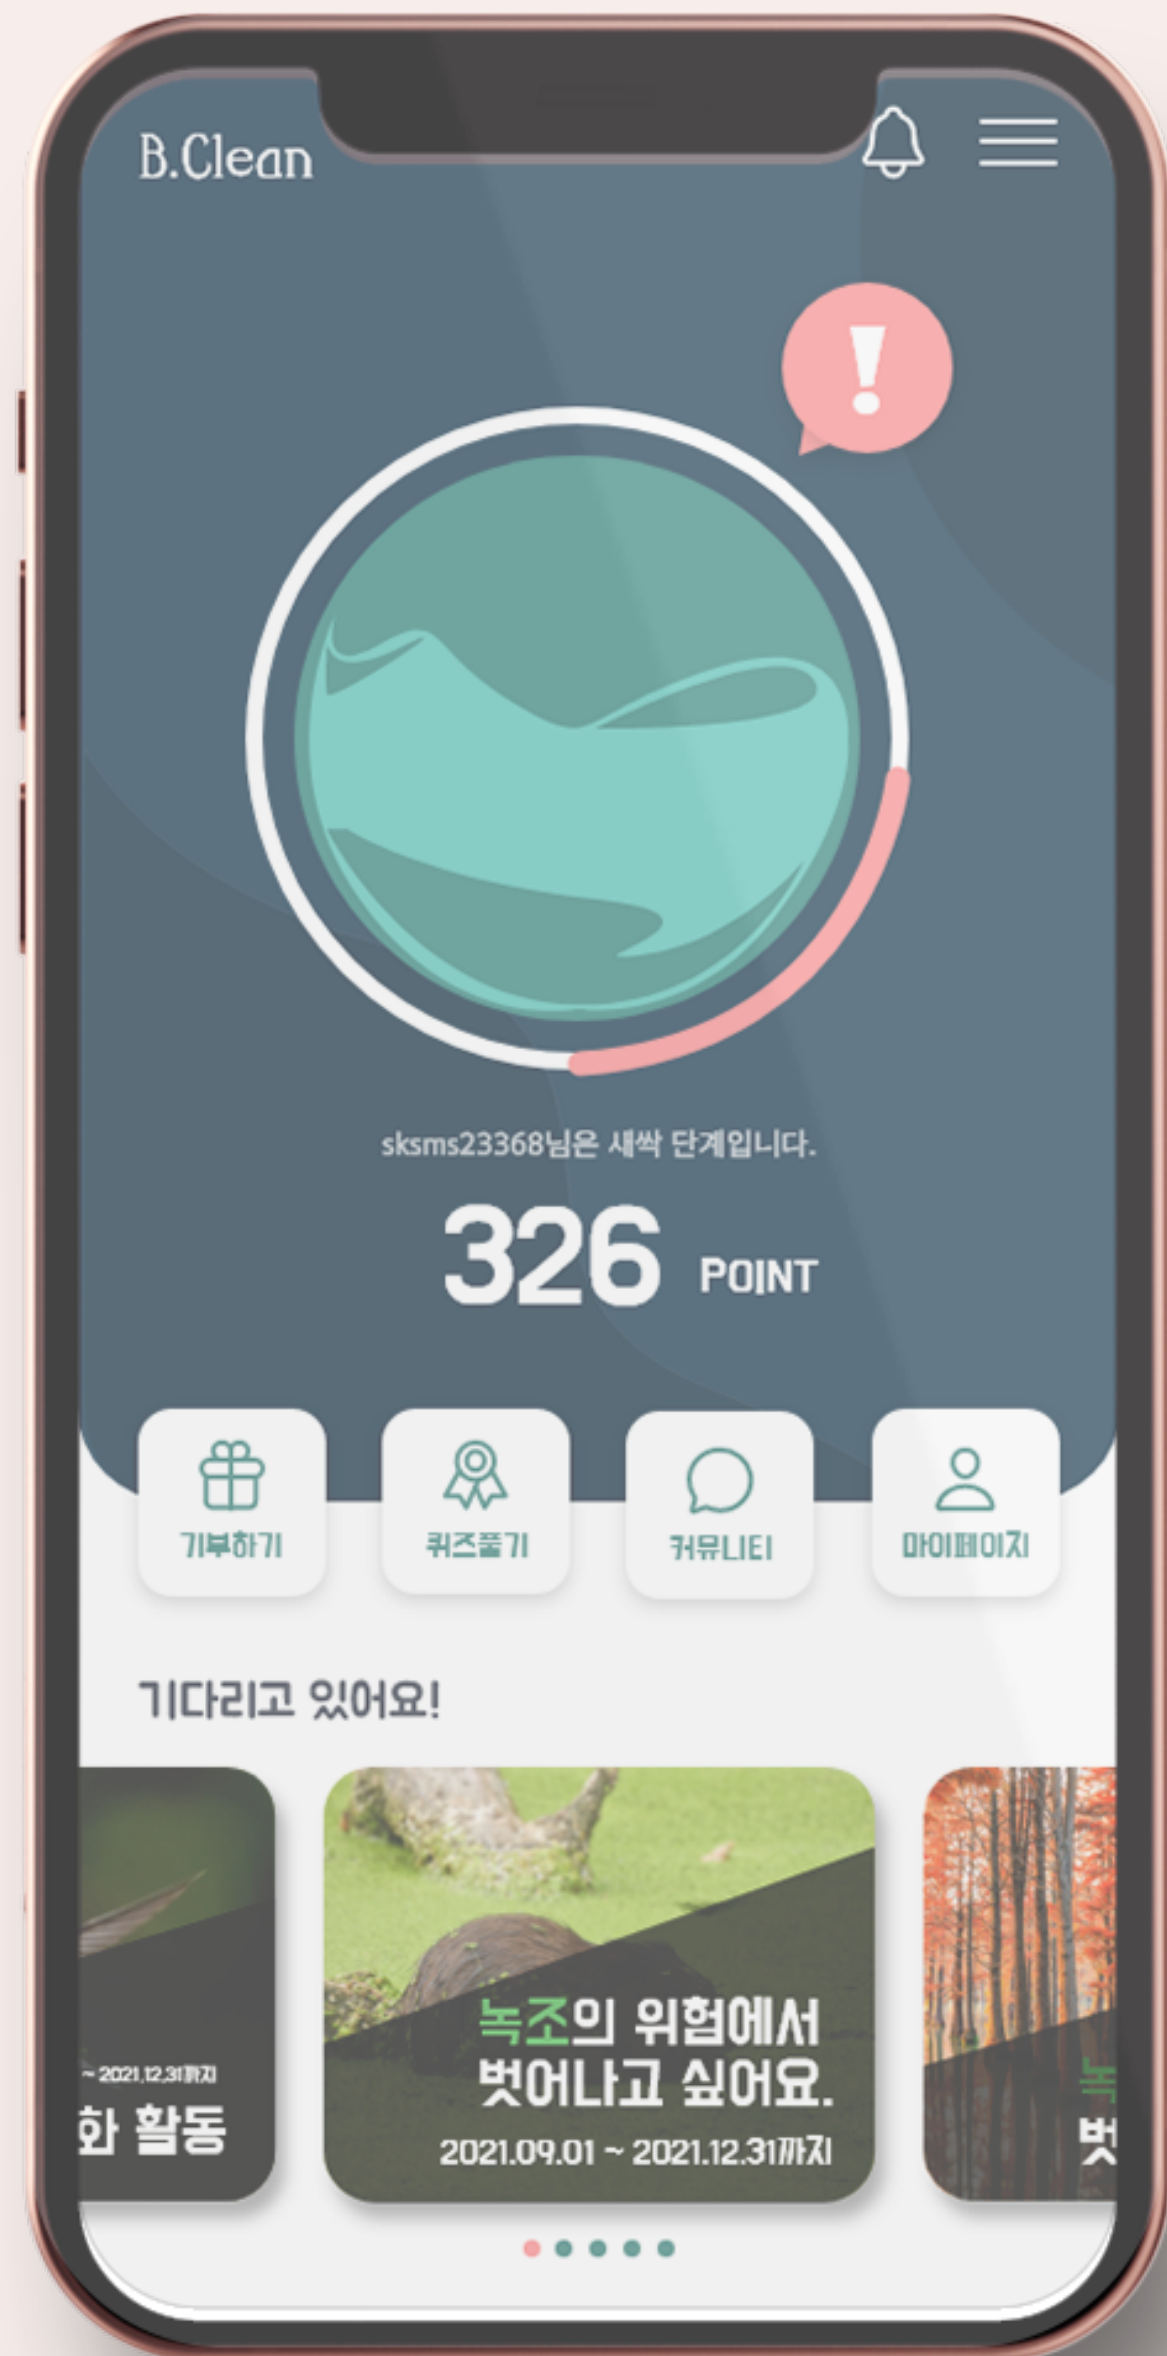 B.Clean
!
sksms23368님은 새싹 단계입니다.
326 POINT
기부하기
퀴즈풀기
커뮤니티
마이페이지
기다리고 있어요!
~ 2021.12.31까지
화 활동
녹조의 위험에서
벗어나고 싶어요.
2021.09.01 ~ 2021.12.31까지
녹
벗